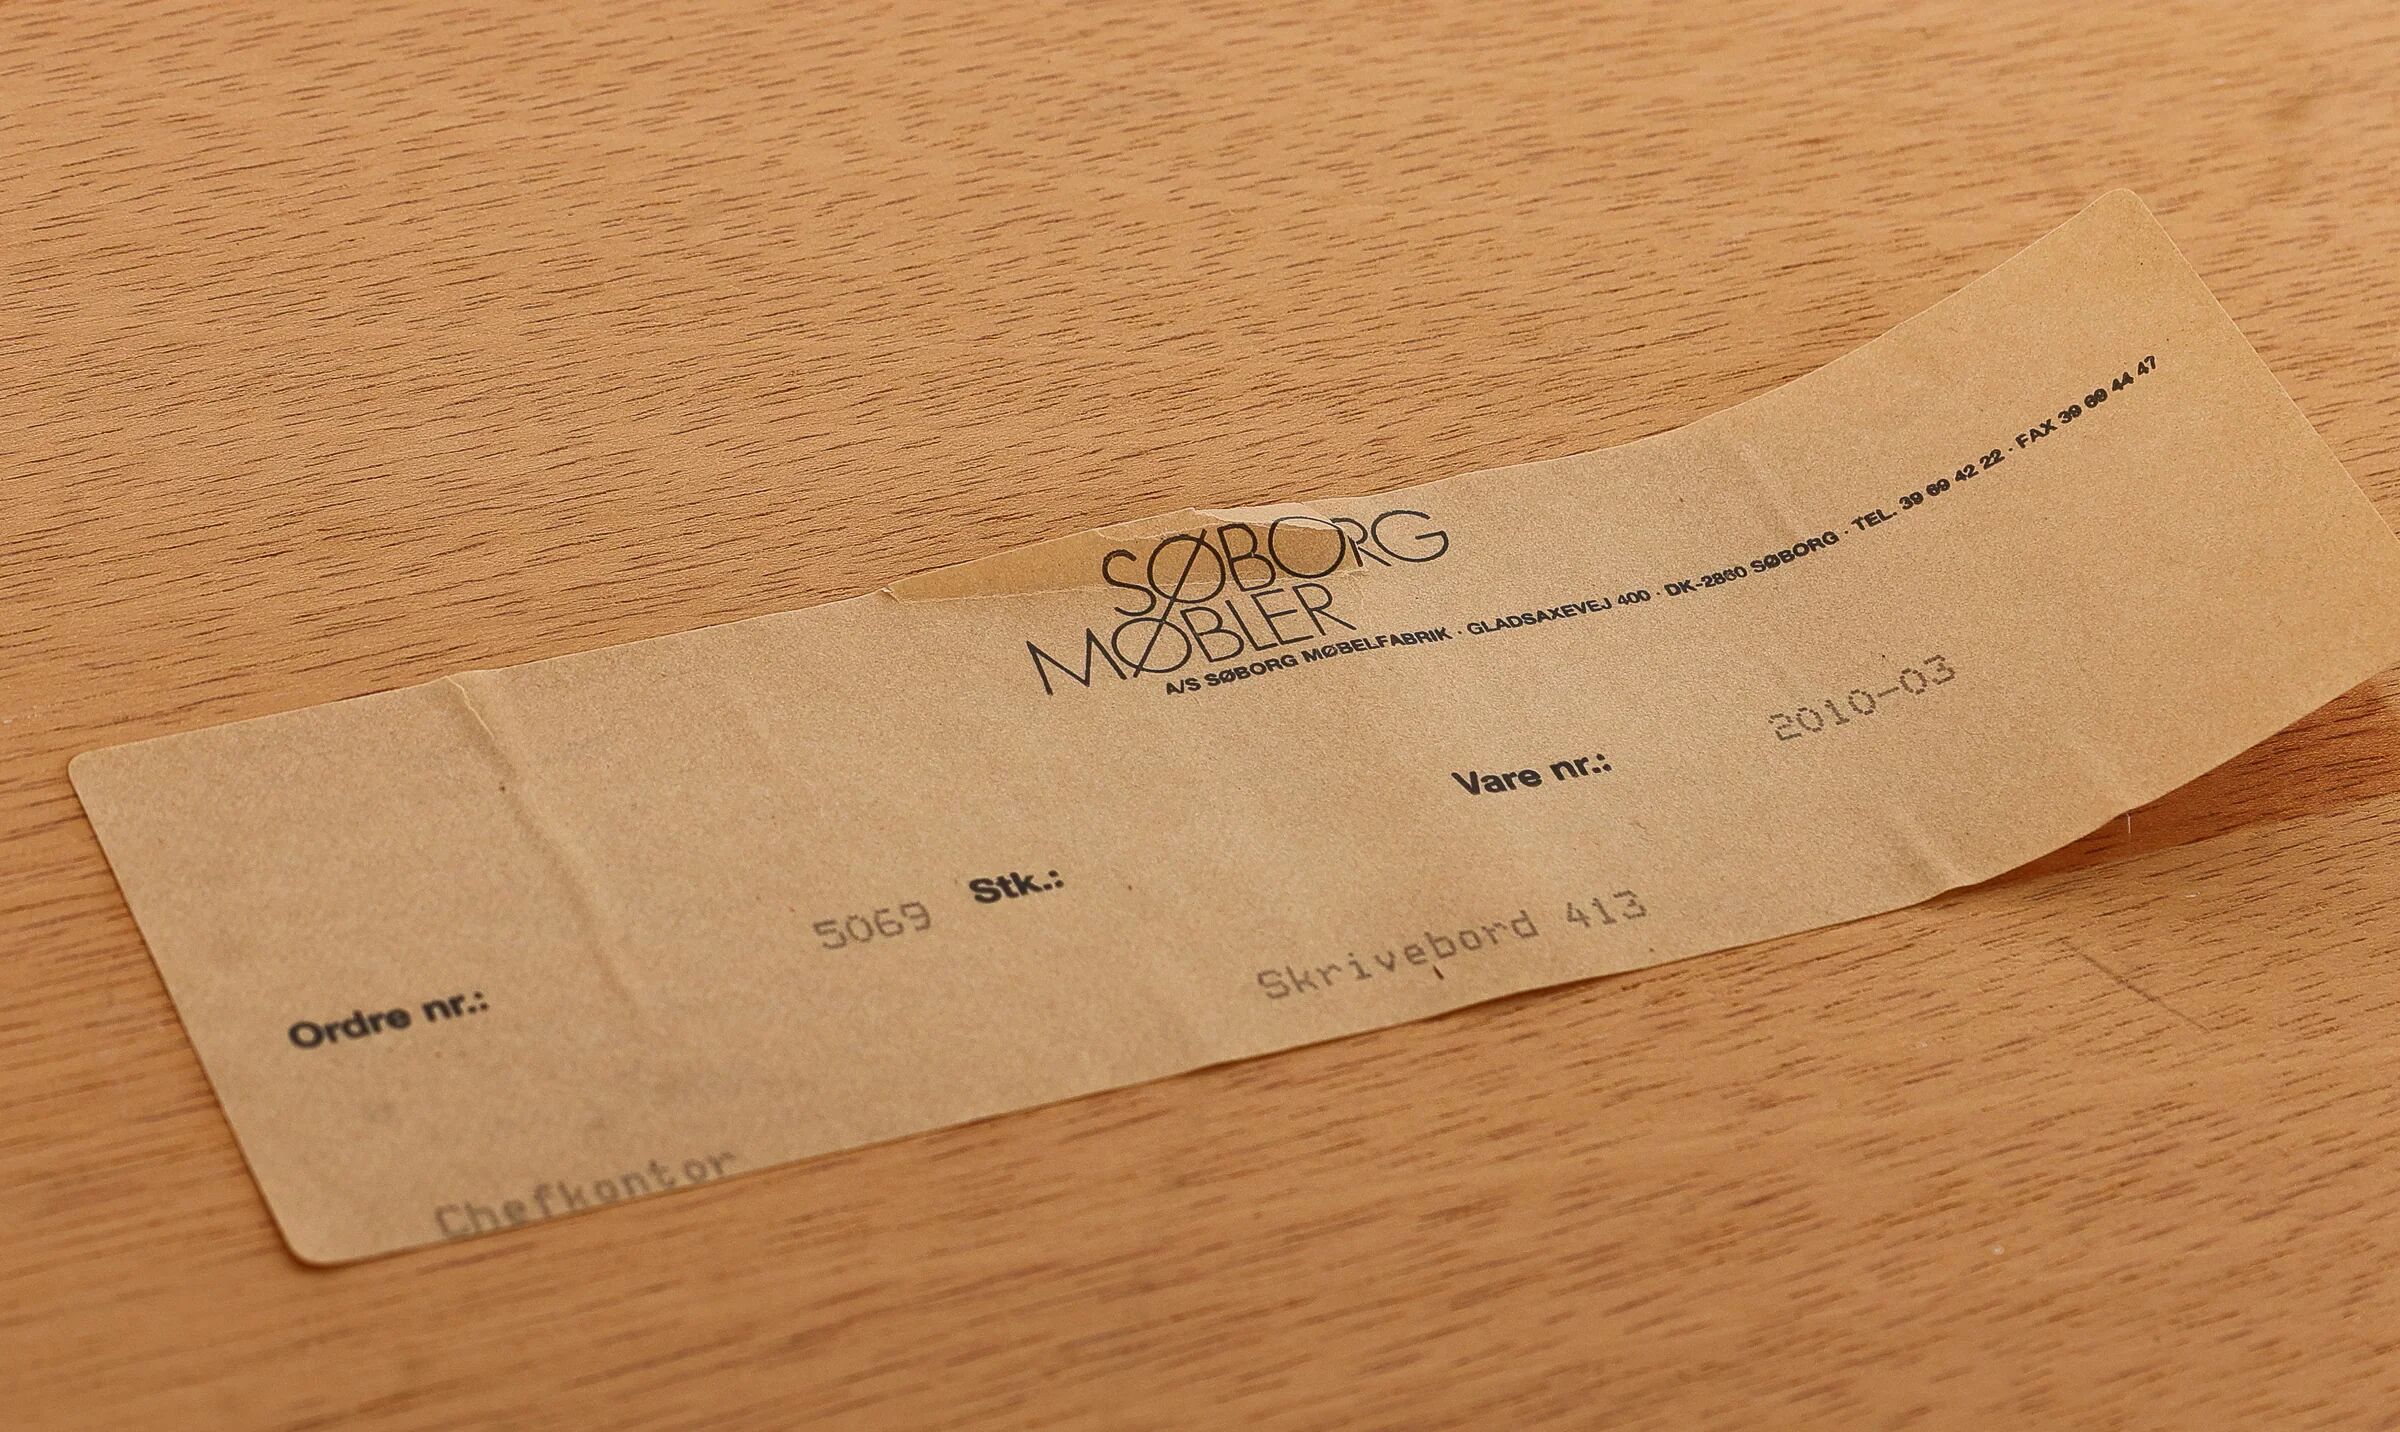 SØBORG
MØBLER
A/S SØBORG MØBELFABRIK · GLADSAXEVEJ 400 · DK-2860 SØBORG · TEL. 39 69 42 22 · FAX 39 69 44 47
Ordre nr.: 5069 Stk.: Vare nr.: 2010-03
Chefkontor Skrivebord 413